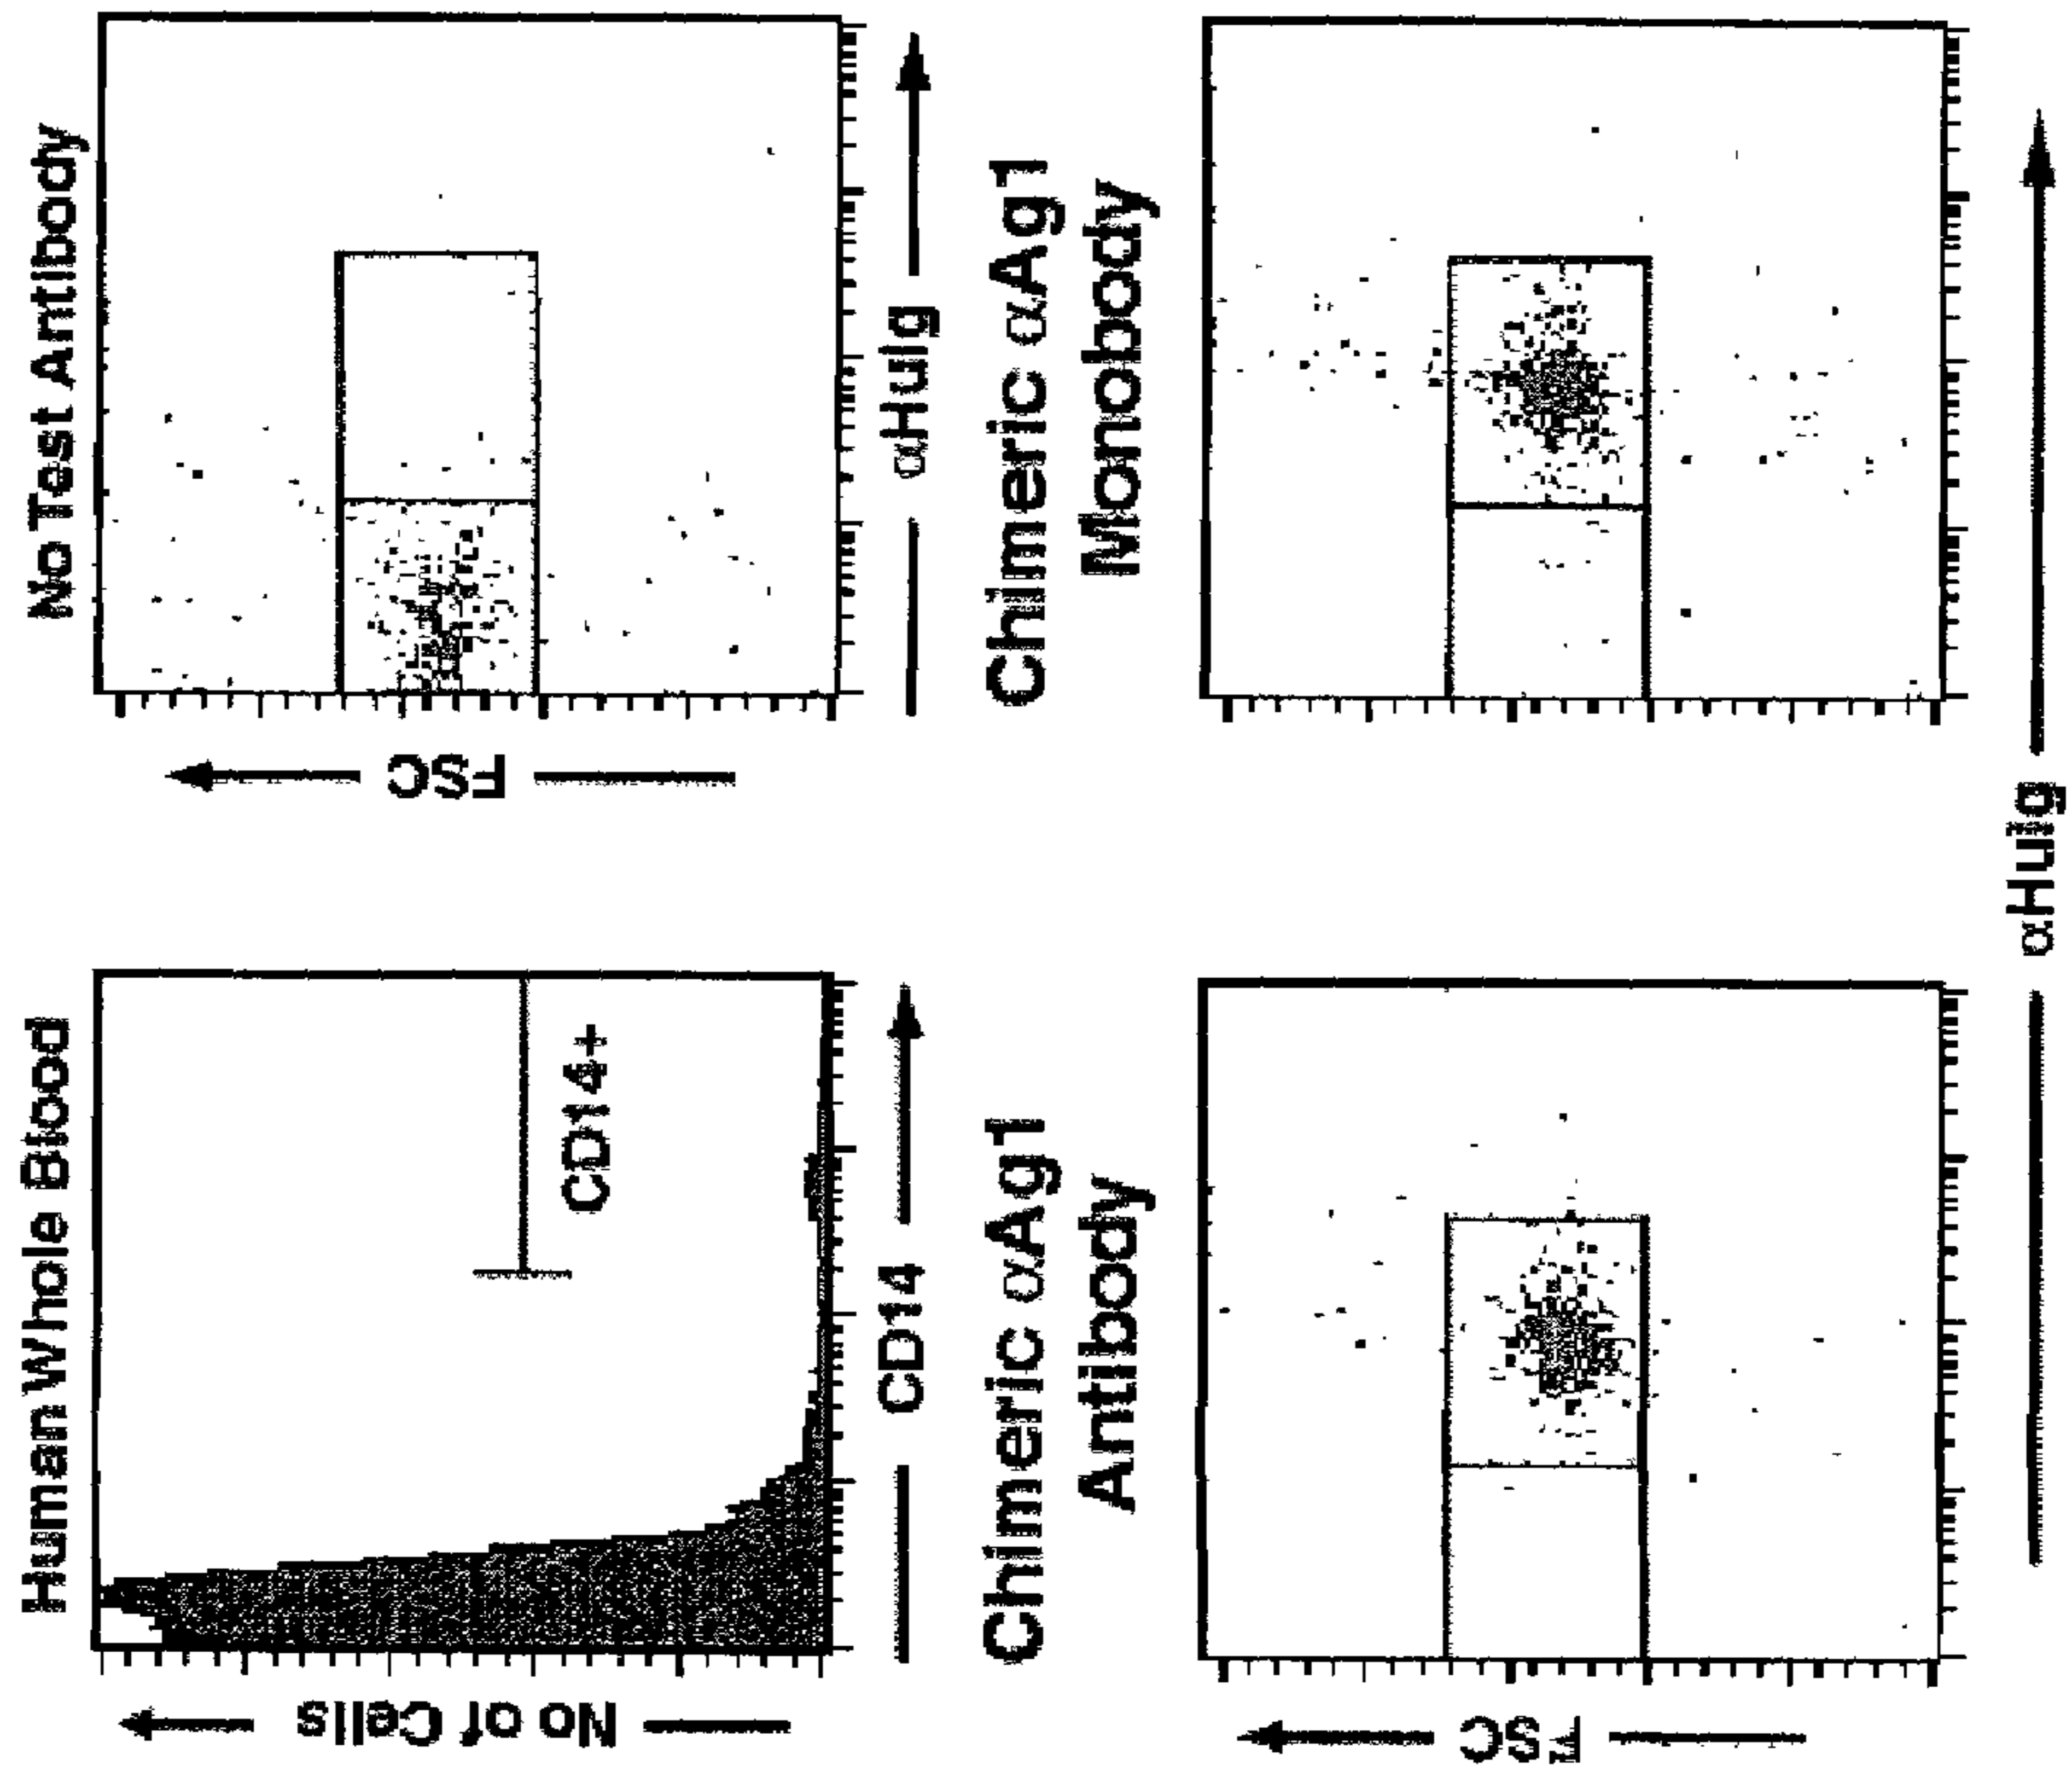 Human Whole Blood
No of Cells
CD14+
CD14
No Test Antibody
FSC
αHuIg
Chimeric αAg1
Antibody
FSC
Chimeric αAg1
Monobody
αHuIg